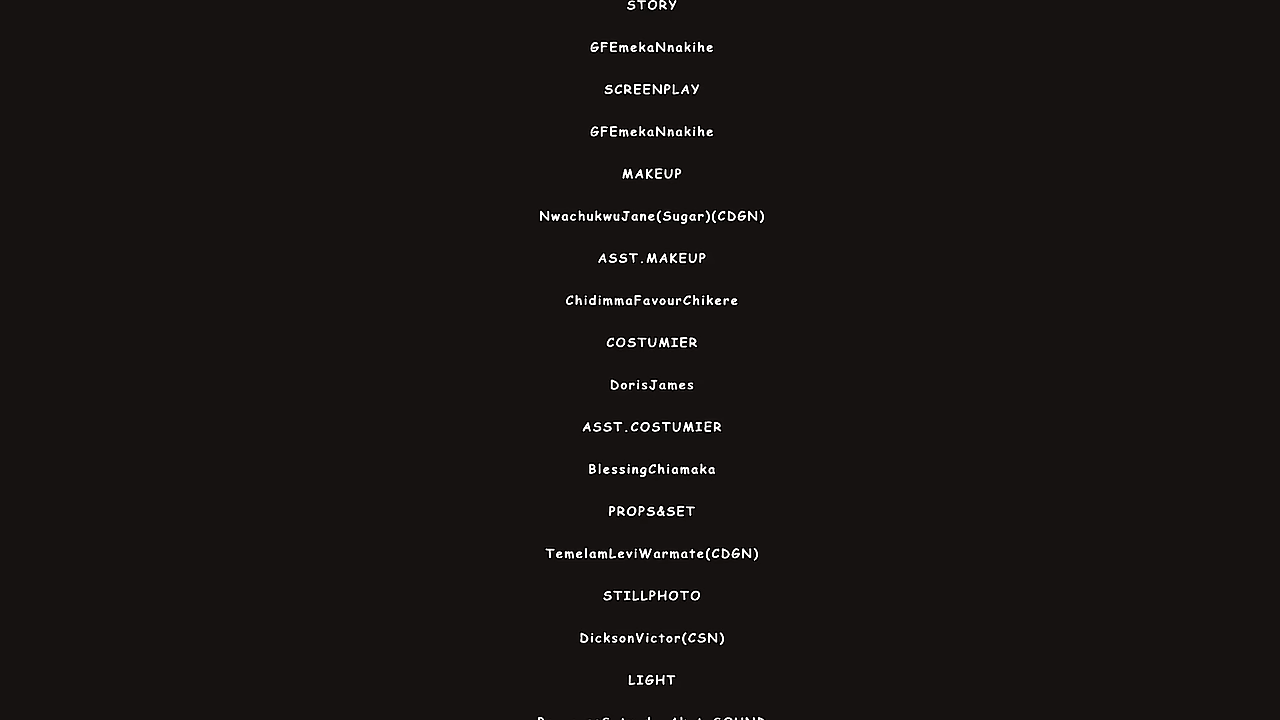 STORY
GFEmekaNnakihe
SCREENPLAY
GFEmekaNnakihe
MAKEUP
NwachukwuJane(Sugar)(CDGN)
ASST.MAKEUP
ChidimmaFavourChikere
COSTUMIER
DorisJames
ASST.COSTUMIER
BlessingChiamaka
PROPS&SET
TemelamLeviWarmate(CDGN)
STILLPHOTO
DicksonVictor(CSN)
LIGHT